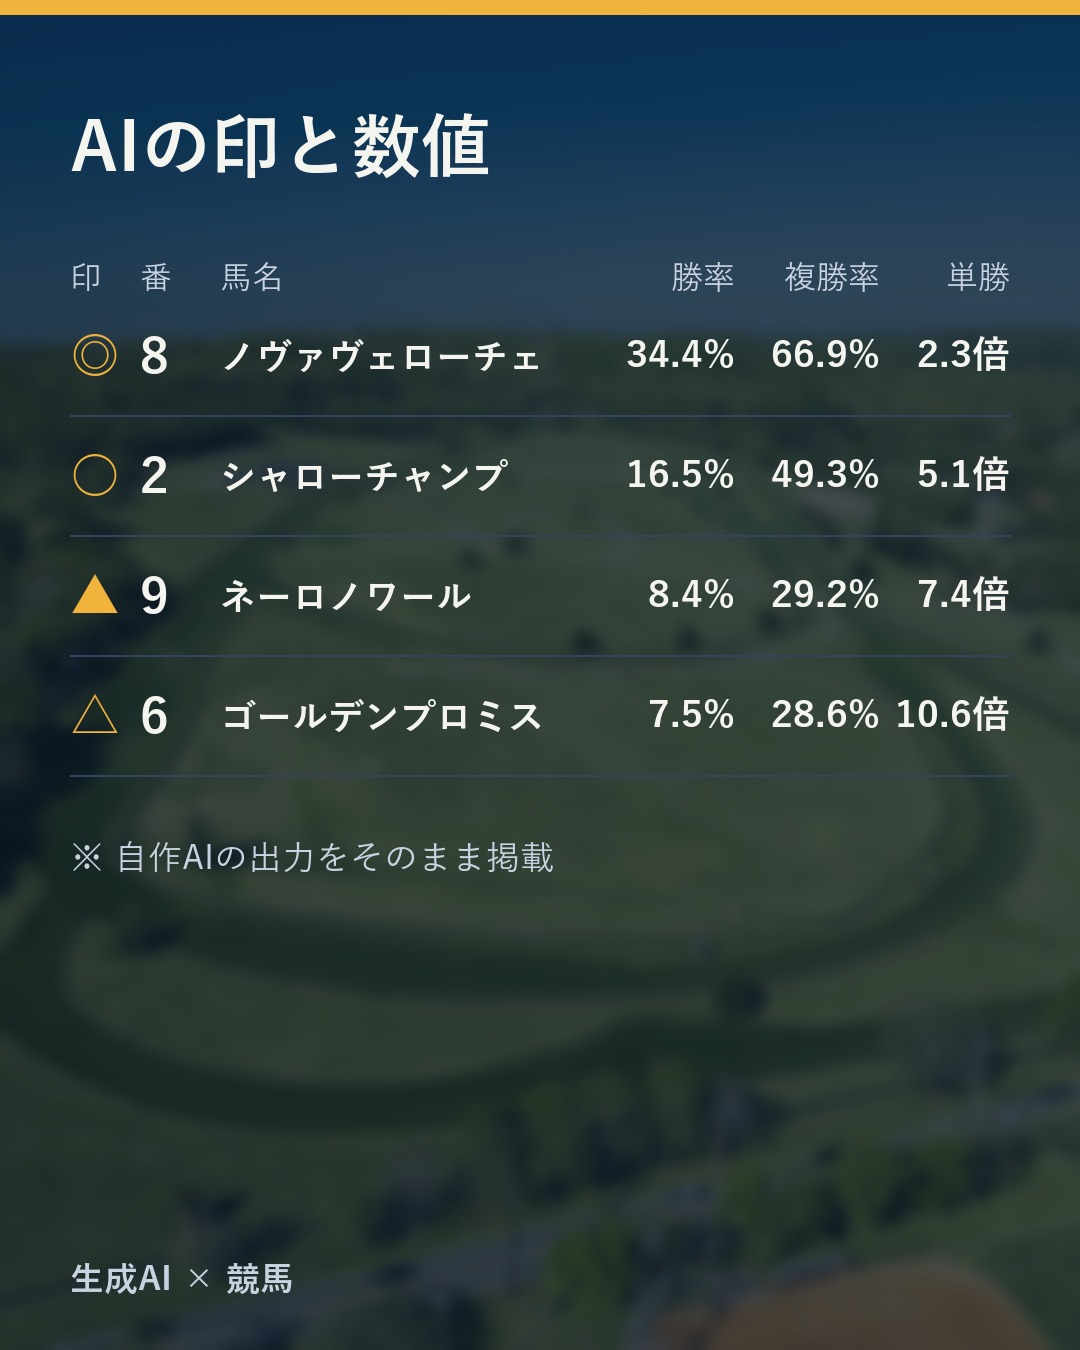 AIの印と数値
印 番 馬名 勝率 複勝率 単勝
◎ 8 ノヴァヴェローチェ 34.4% 66.9% 2.3倍
○ 2 シャローチャンプ 16.5% 49.3% 5.1倍
▲ 9 ネーロノワール 8.4% 29.2% 7.4倍
△ 6 ゴールデンプロミス 7.5% 28.6% 10.6倍
※ 自作AIの出力をそのまま掲載
生成AI × 競馬